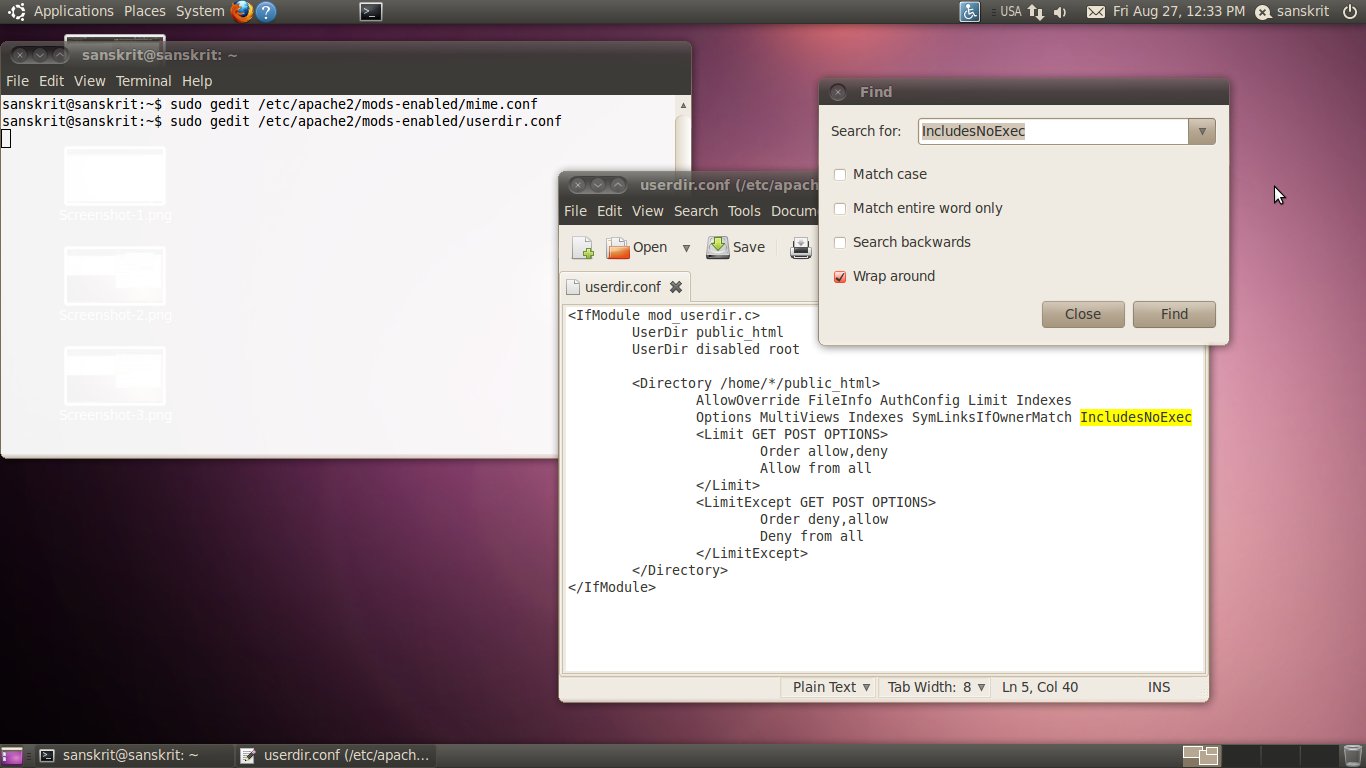 Applications Places System
USA
Fri Aug 27, 12:33 PM
sanskrit
sanskrit@sanskrit: ~
File Edit View Terminal Help
sanskrit@sanskrit:~$ sudo gedit /etc/apache2/mods-enabled/mime.conf
sanskrit@sanskrit:~$ sudo gedit /etc/apache2/mods-enabled/userdir.conf
Screenshot-1.png
Screenshot-2.png
Screenshot-3.png
Find
Search for: IncludesNoExec
Match case
Match entire word only
Search backwards
Wrap around
Close Find
userdir.conf (/etc/apach
File Edit View Search Tools Docum
Open Save
userdir.conf
<IfModule mod_userdir.c>
UserDir public_html
UserDir disabled root
<Directory /home/*/public_html>
AllowOverride FileInfo AuthConfig Limit Indexes
Options MultiViews Indexes SymLinksIfOwnerMatch IncludesNoExec
<Limit GET POST OPTIONS>
Order allow,deny
Allow from all
</Limit>
<LimitExcept GET POST OPTIONS>
Order deny,allow
Deny from all
</LimitExcept>
</Directory>
</IfModule>
Plain Text Tab Width: 8 Ln 5, Col 40 INS
sanskrit@sanskrit: ~
userdir.conf (/etc/apach...